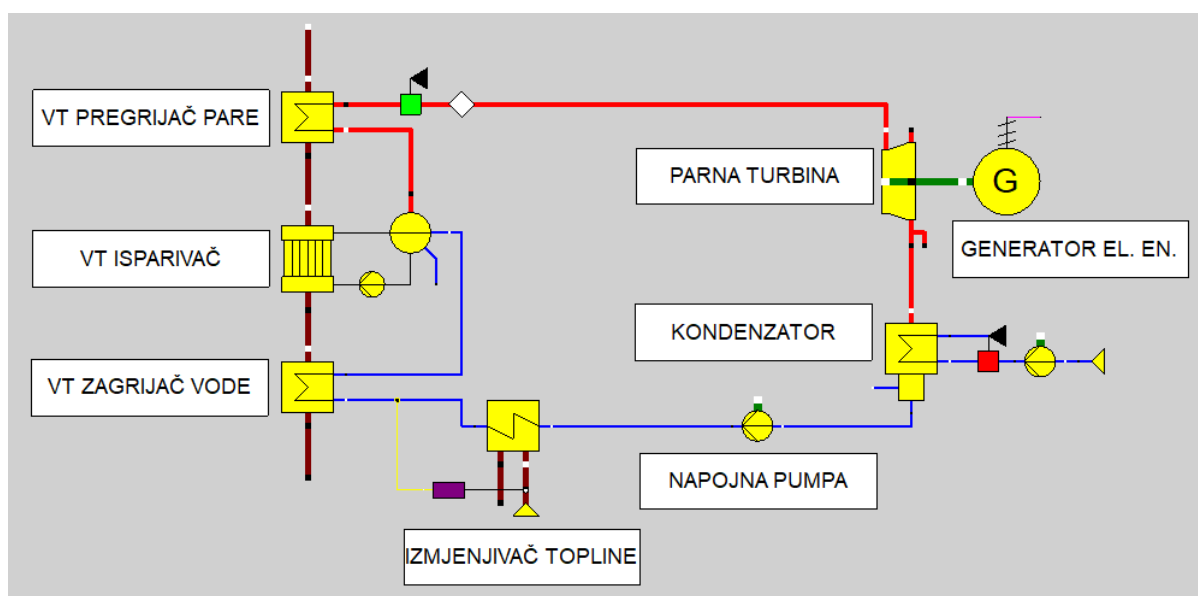 VT PREGRIJAČ PARE
PARNA TURBINA
G
VT ISPARIVAČ
GENERATOR EL. EN.
KONDENZATOR
VT ZAGRIJAČ VODE
NAPOJNA PUMPA
IZMJENJIVAČ TOPLINE